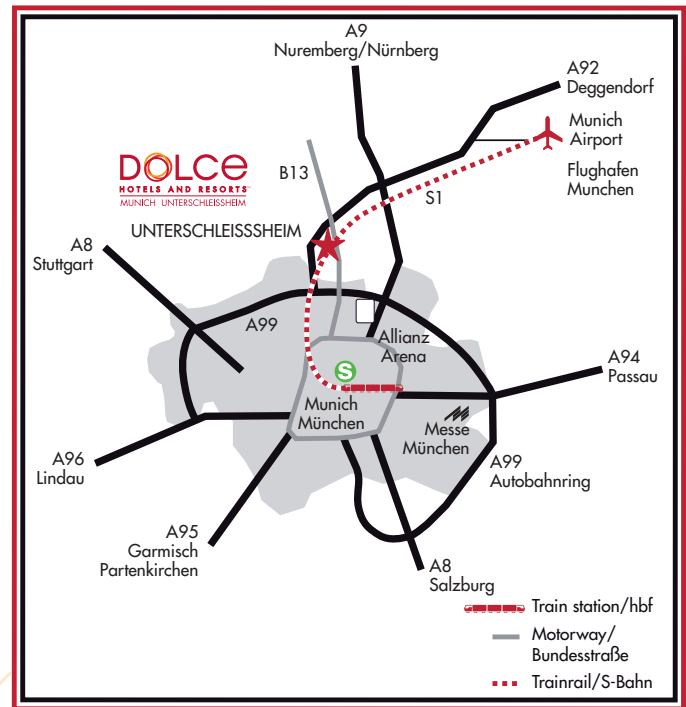 A9
Nuremberg/Nürnberg
A92
Deggendorf
Munich
Airport
Flughafen
Munchen
B13
S1
DOLCE
HOTELS AND RESORTS™
MUNICH UNTERSCHLEISSHEIM
UNTERSCHLEISSSHEIM
A8
Stuttgart
A99
Allianz
Arena
S
A94
Passau
Munich
München
Messe
München
A96
Lindau
A99
Autobahnring
A95
Garmisch
Partenkirchen
A8
Salzburg
Train station/hbf
Motorway/
Bundesstraße
Trainrail/S-Bahn